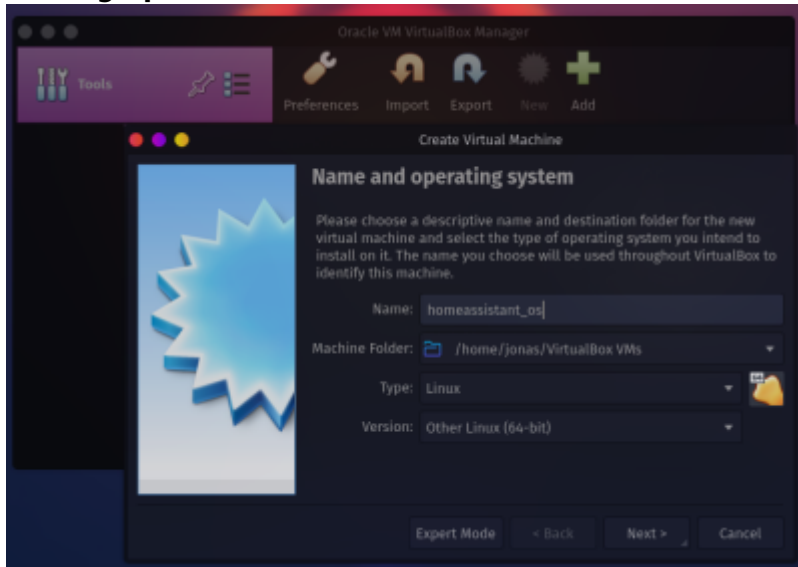 Oracle VM VirtualBox Manager
Tools
Preferences Import Export New Add
Create Virtual Machine
Name and operating system
Please choose a descriptive name and destination folder for the new
virtual machine and select the type of operating system you intend to
install on it. The name you choose will be used throughout VirtualBox to
identify this machine.
Name: homeassistant_os
Machine Folder: /home/jonas/VirtualBox VMs
Type: Linux
64
Version: Other Linux (64-bit)
Expert Mode < Back Next > Cancel